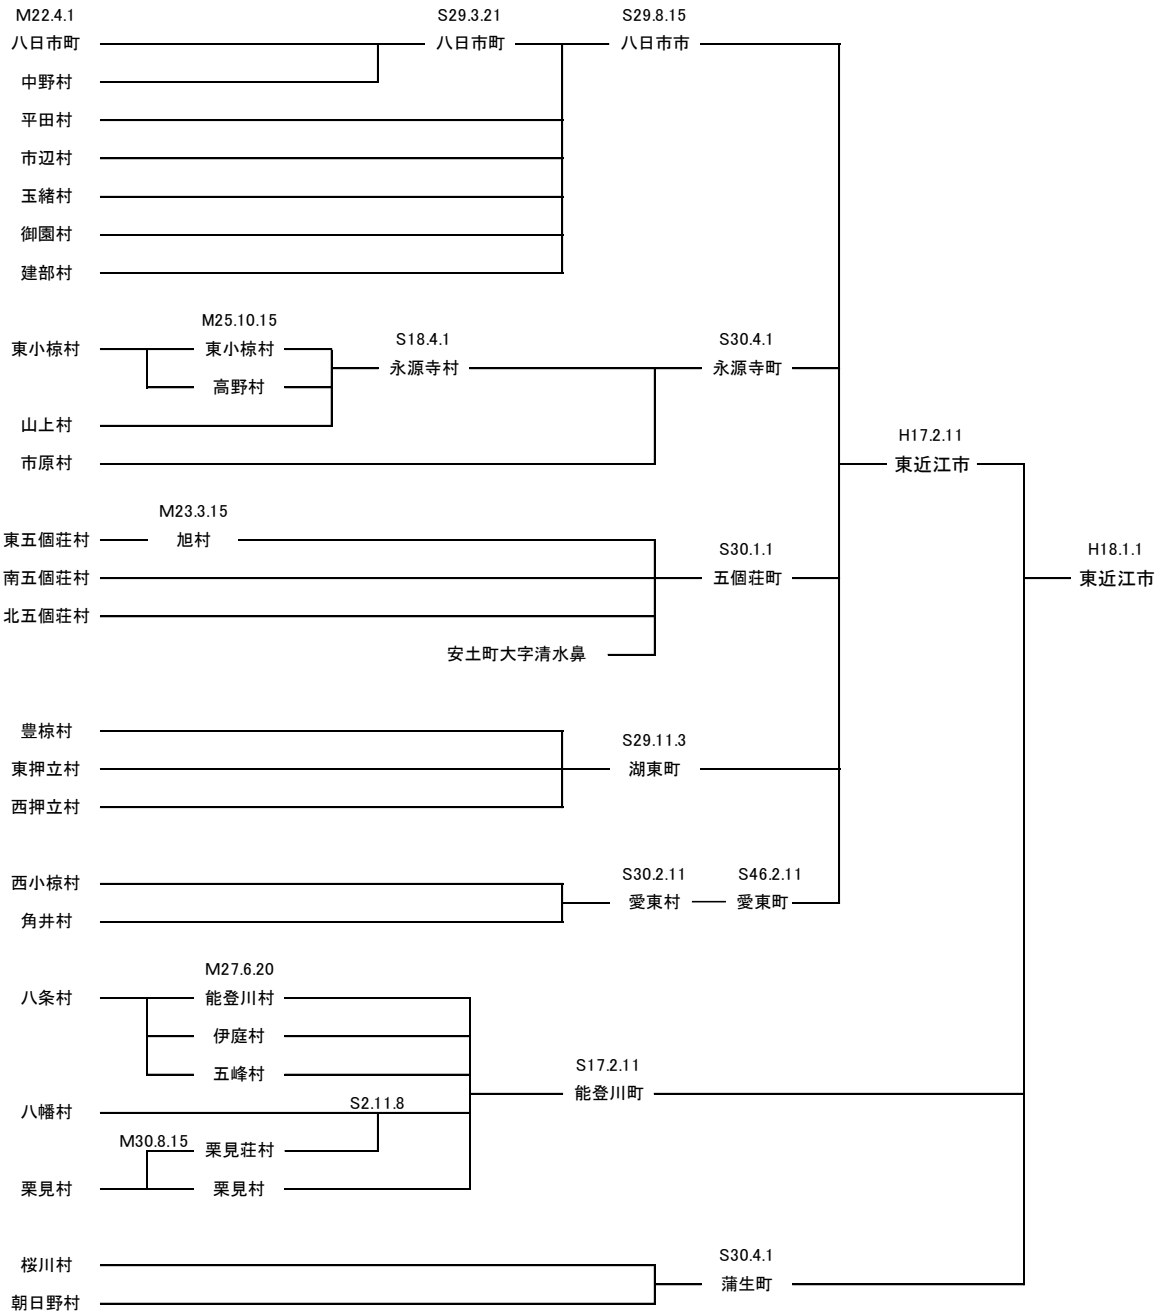 M22.4.1 S29.3.21 S29.8.15
八日市町 八日市町 八日市市
中野村
平田村
市辺村
玉緒村
御園村
建部村
M25.10.15 S18.4.1 S30.4.1
東小椋村 東小椋村 永源寺村 永源寺町
高野村
山上村
H17.2.11
市原村 東近江市
M23.3.15
東五個荘村 旭村
S30.1.1 H18.1.1
南五個荘村 五個荘町 東近江市
北五個荘村
安土町大字清水鼻
豊椋村
S29.11.3
東押立村 湖東町
西押立村
S30.2.11 S46.2.11
西小椋村
愛東村 愛東町
角井村
M27.6.20
八条村 能登川村
伊庭村
S17.2.11
五峰村
能登川町
S2.11.8
八幡村
M30.8.15 栗見荘村
栗見村 栗見村
S30.4.1
桜川村
蒲生町
朝日野村